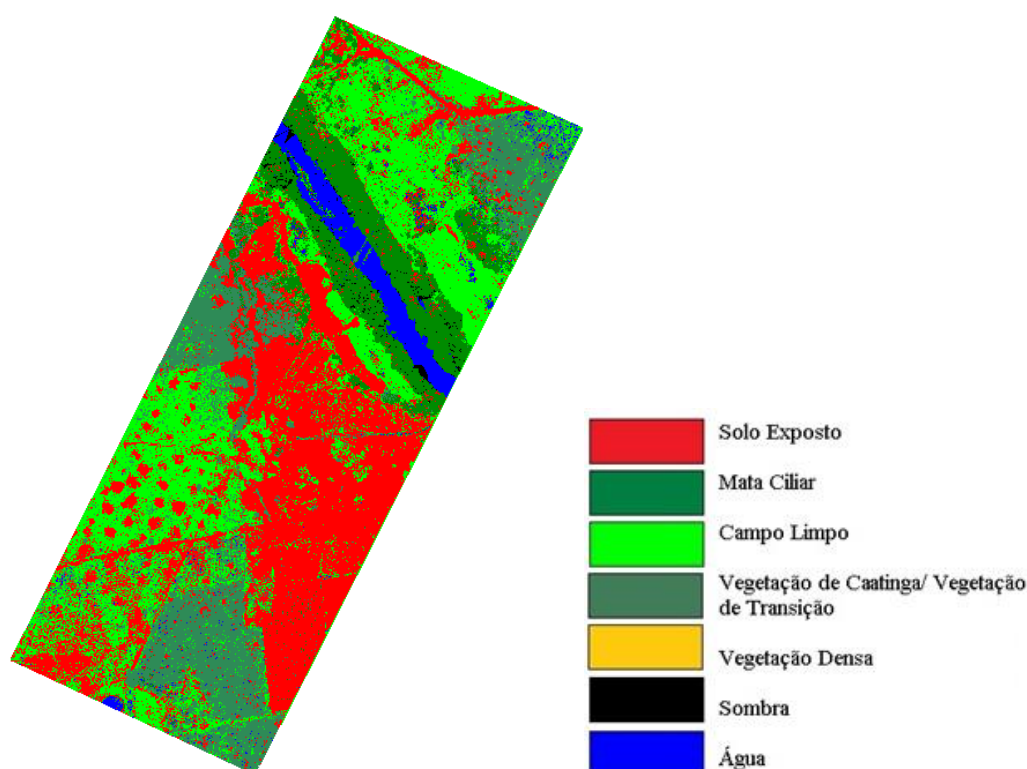 Solo Exposto
Mata Ciliar
Campo Limpo
Vegetação de Caatinga/ Vegetação
de Transição
Vegetação Densa
Sombra
Água